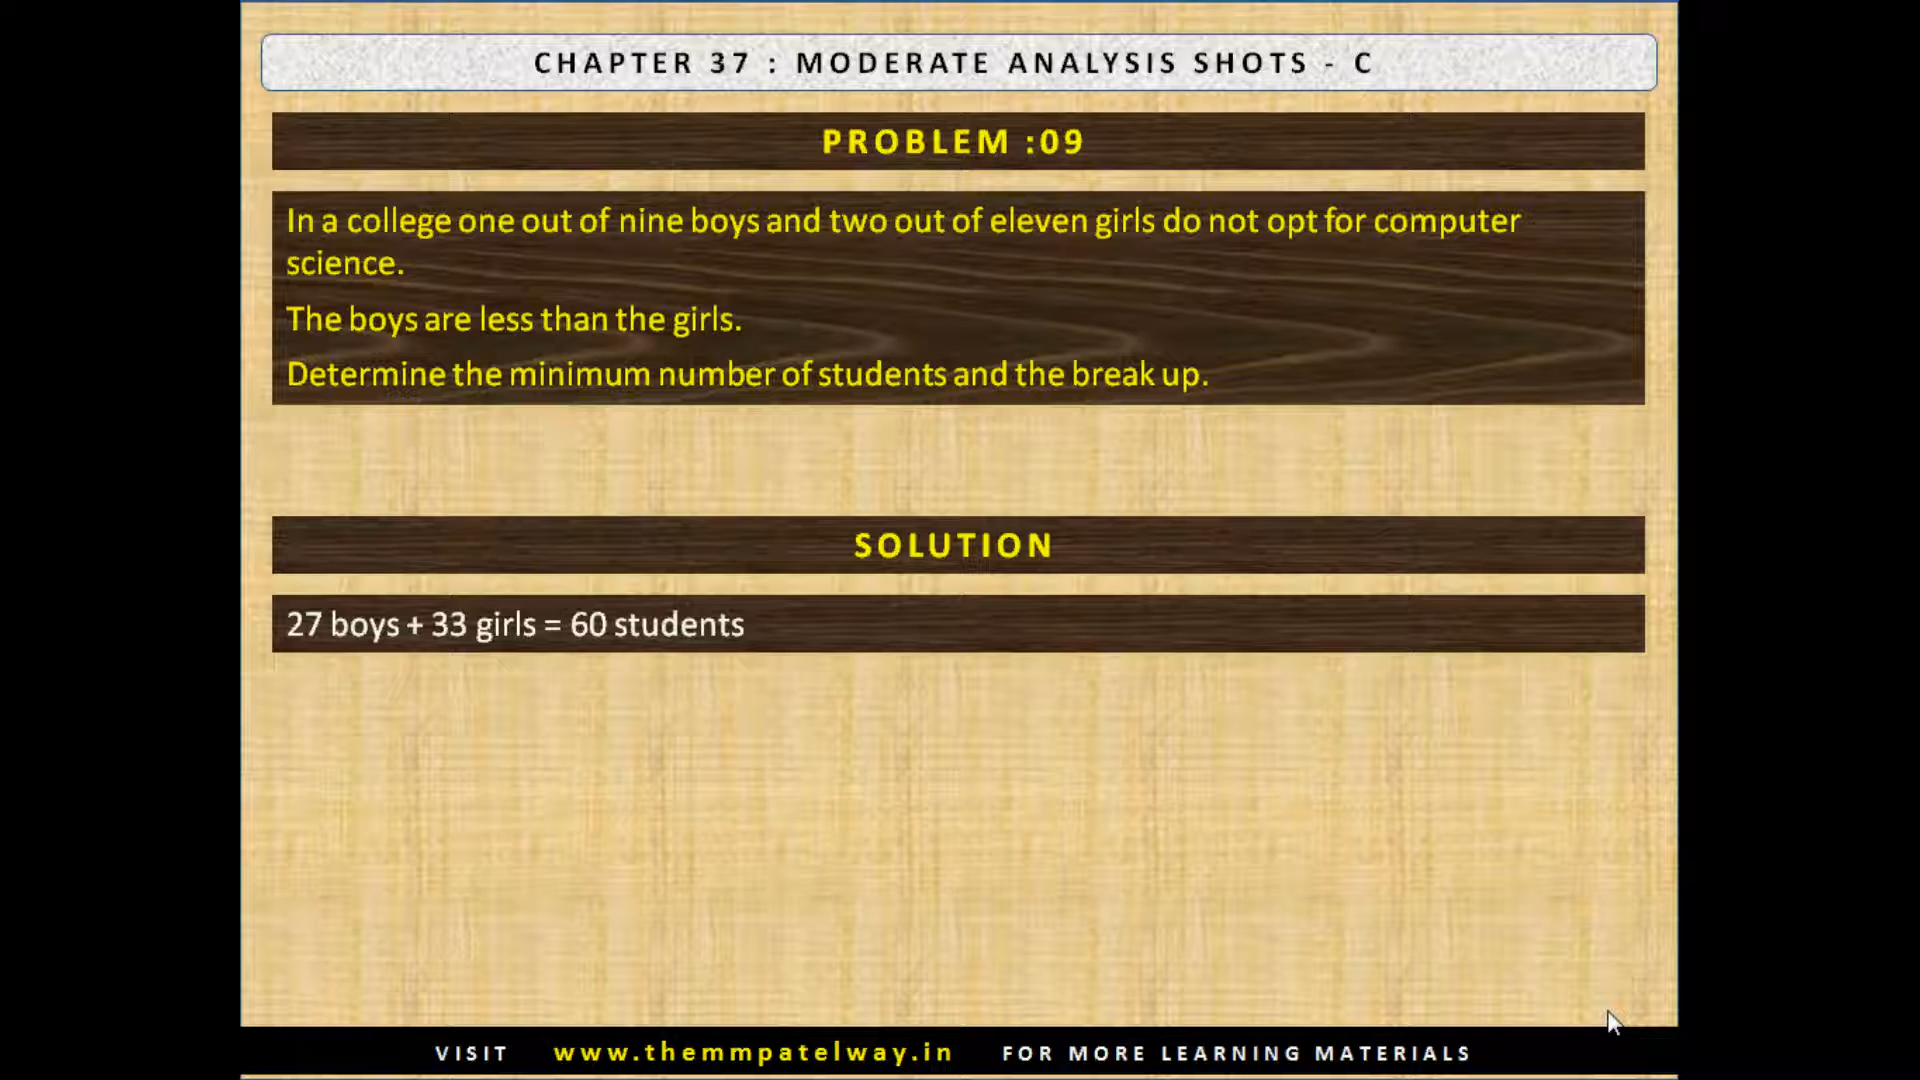 CHAPTER 37 : MODERATE ANALYSIS SHOTS - C
PROBLEM :09
In a college one out of nine boys and two out of eleven girls do not opt for computer
science.
The boys are less than the girls.
Determine the minimum number of students and the break up.
SOLUTION
27 boys + 33 girls = 60 students
VISIT www.themmpatelway.in FOR MORE LEARNING MATERIALS